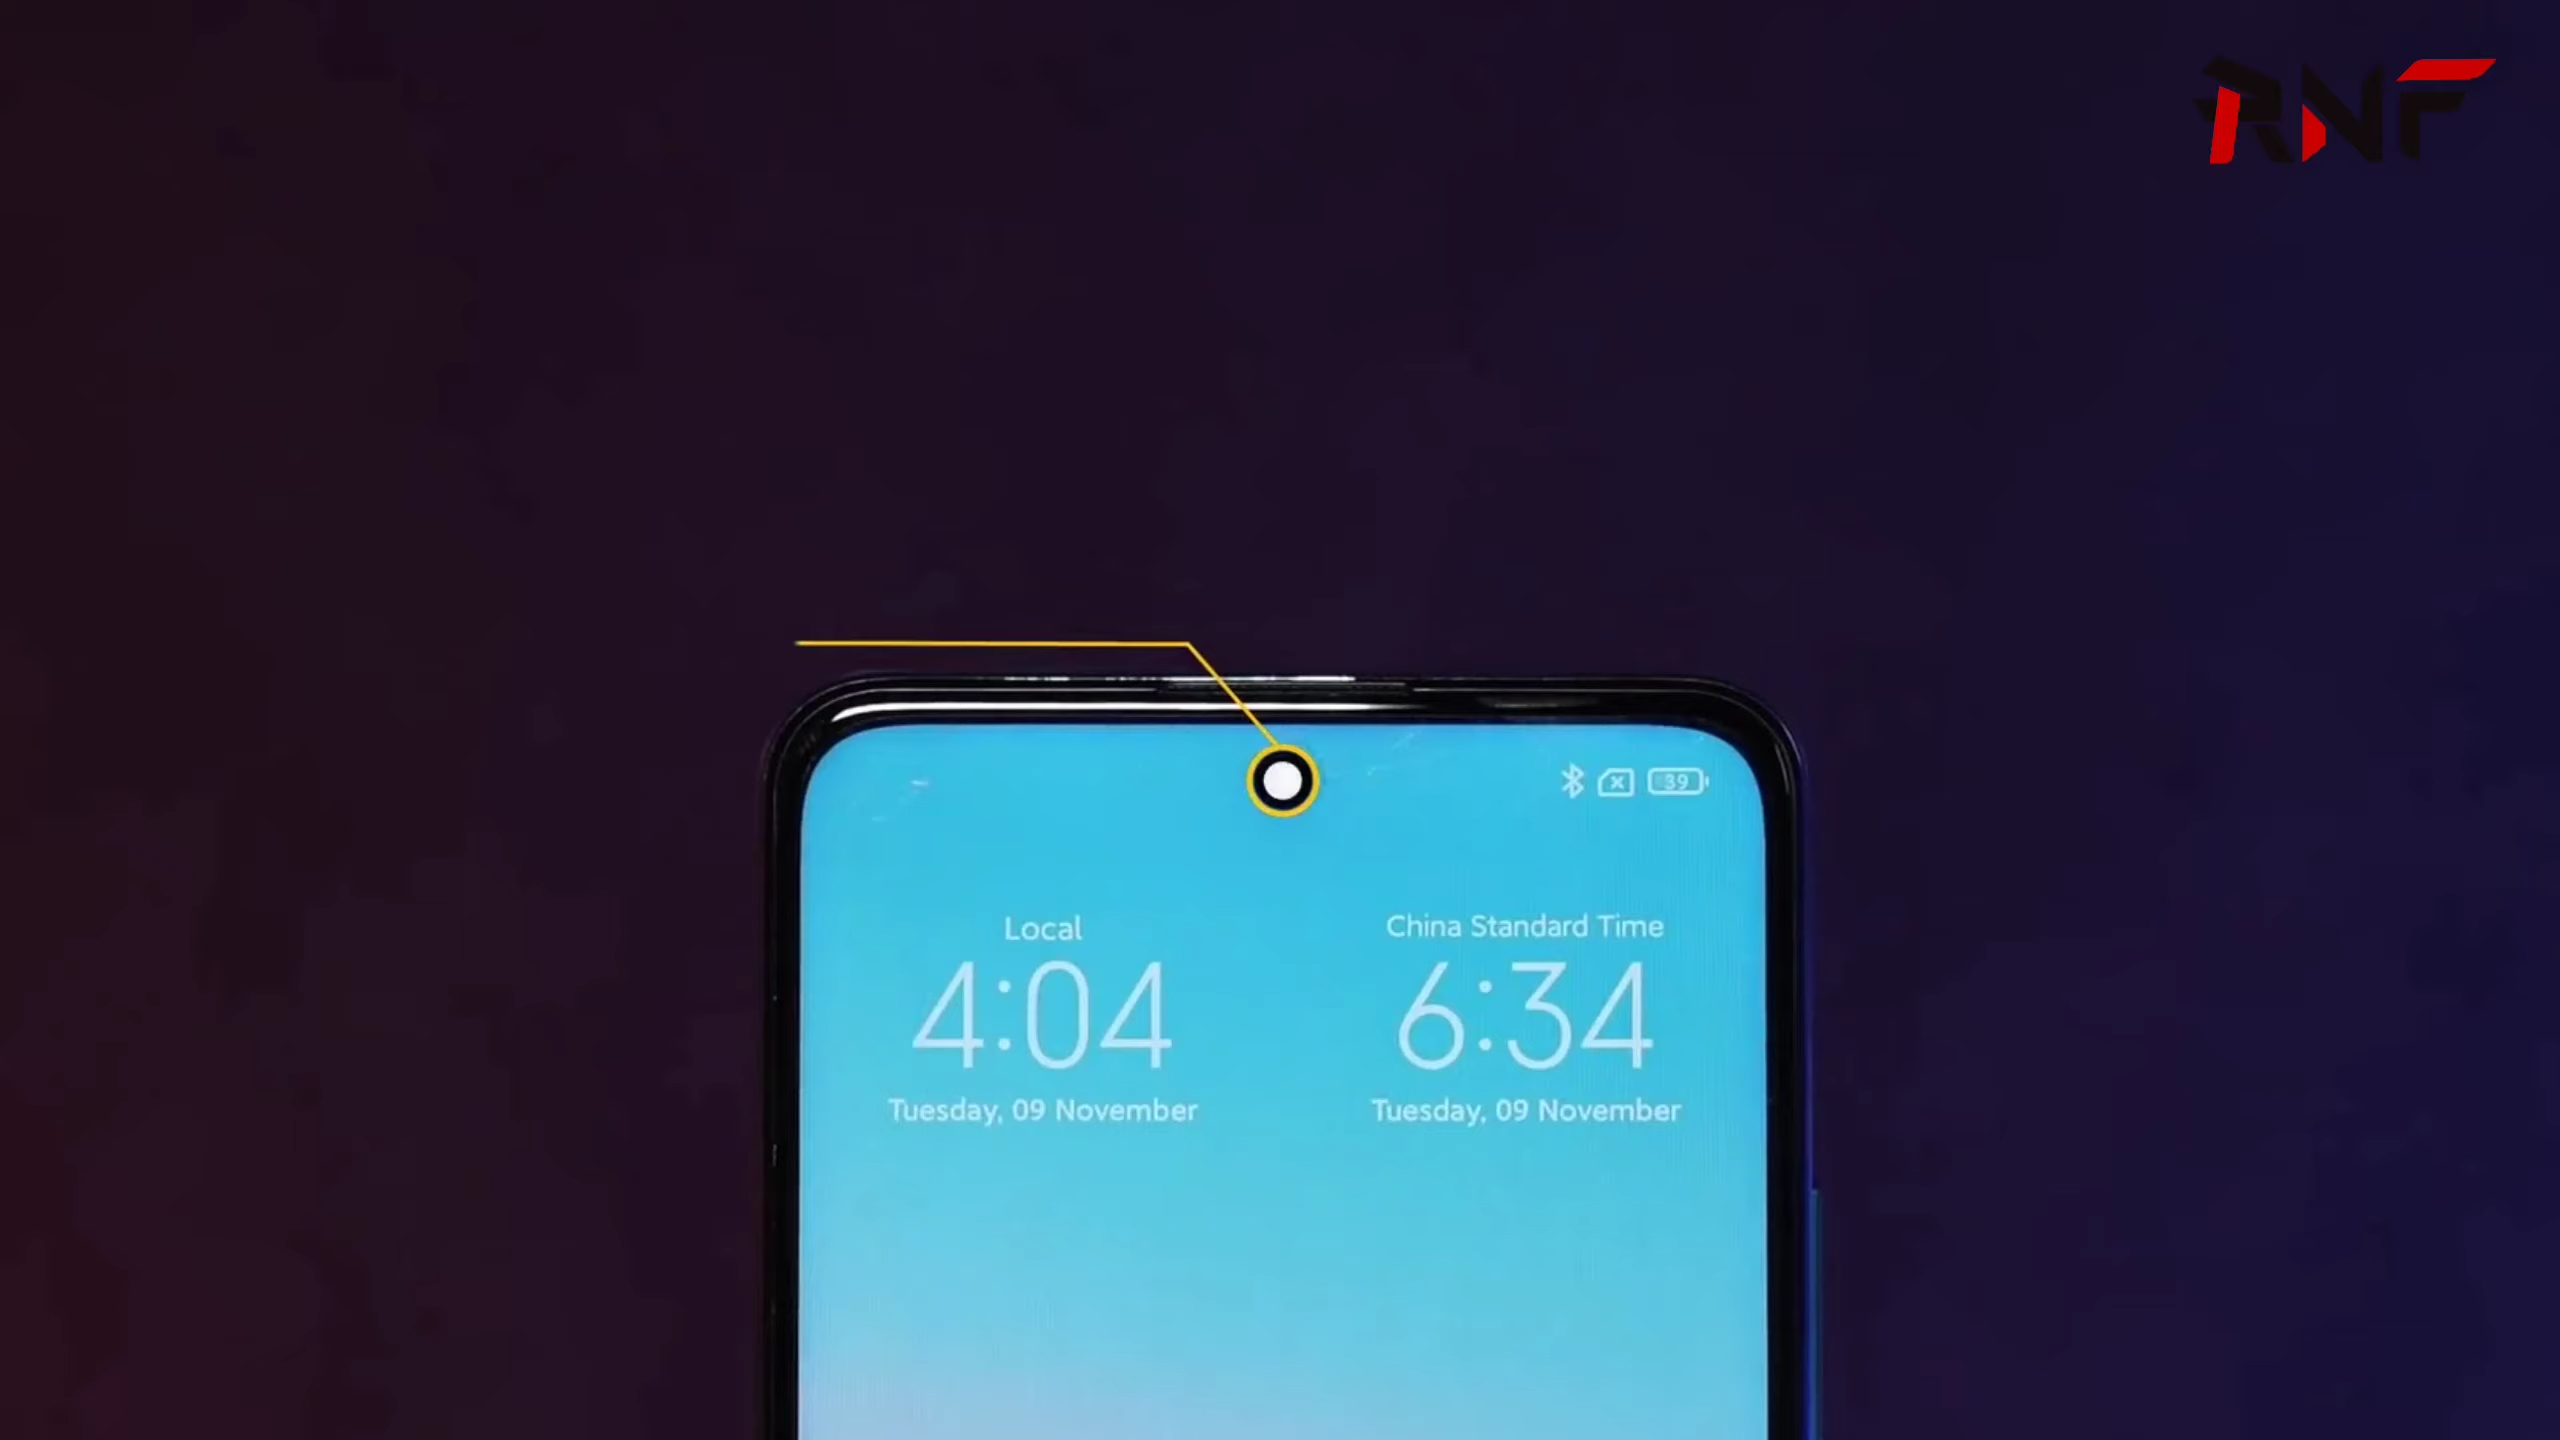 RNF
39
Local
China Standard Time
4:04
6:34
Tuesday, 09 November
Tuesday, 09 November